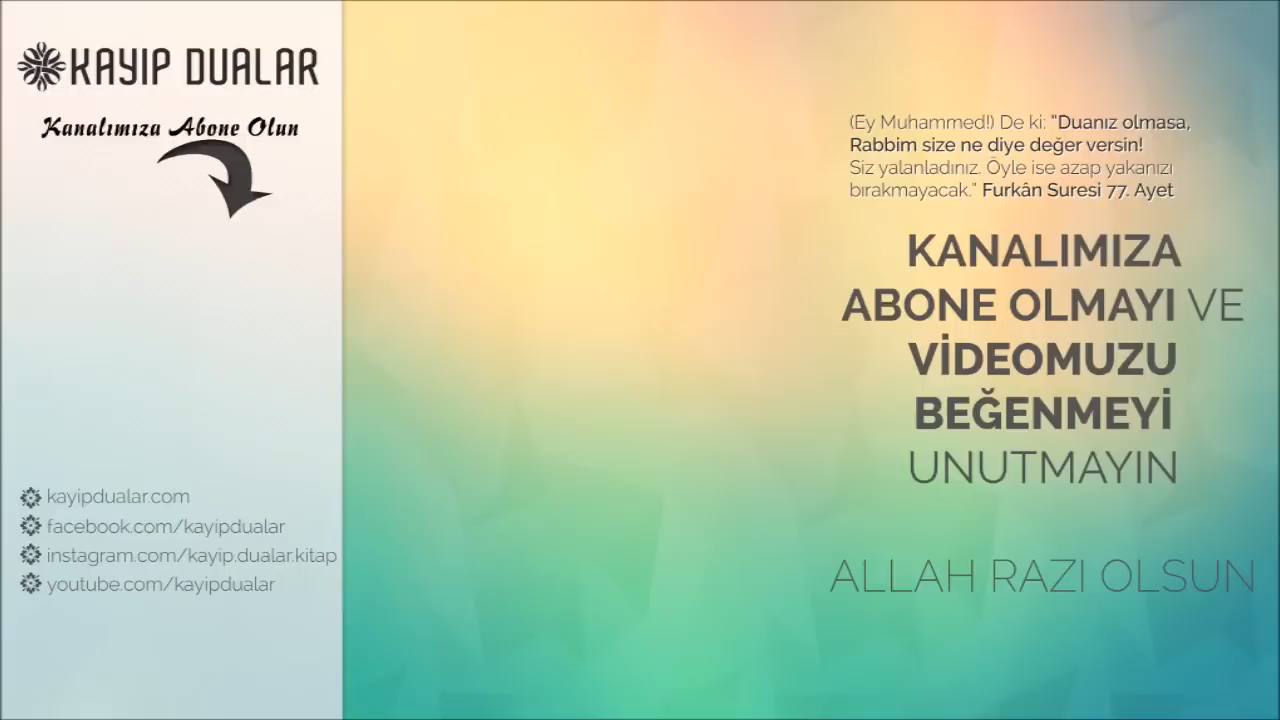 KAYIP DUALAR
Kanalımıza Abone Olun
kayipdualar.com
facebook.com/kayipdualar
instagram.com/kayip.dualar.kitap
youtube.com/kayipdualar
(Ey Muhammed!) De ki: "Duanız olmasa,
Rabbim size ne diye değer versin!
Siz yalanladınız. Öyle ise azap yakanızı
bırakmayacak." Furkân Suresi 77. Ayet
KANALIMIZA
ABONE OLMAYI VE
VİDEOMUZU
BEĞENMEYİ
UNUTMAYIN
ALLAH RAZI OLSUN